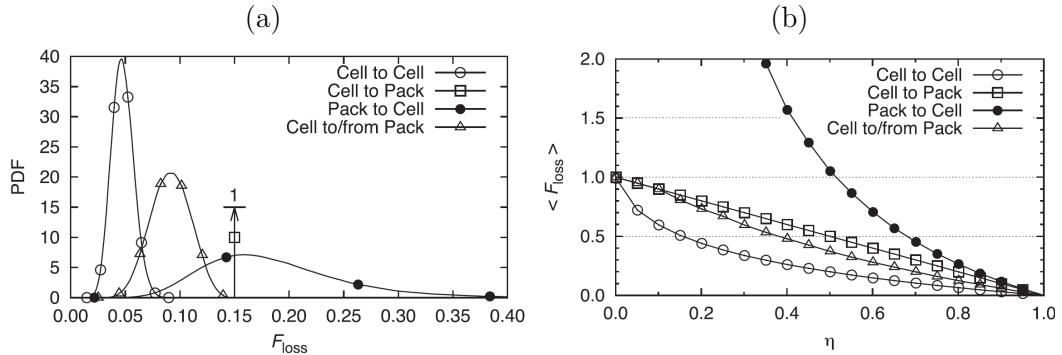 (a)
PDF
40
35
30
25
20
15
10
5
0
Cell to Cell
Cell to Pack
Pack to Cell
Cell to/from Pack
1
0.00 0.05 0.10 0.15 0.20 0.25 0.30 0.35 0.40
Floss
(b)
< Floss >
2.0
1.5
1.0
0.5
0.0
Cell to Cell
Cell to Pack
Pack to Cell
Cell to/from Pack
0.0 0.2 0.4 0.6 0.8 1.0
η